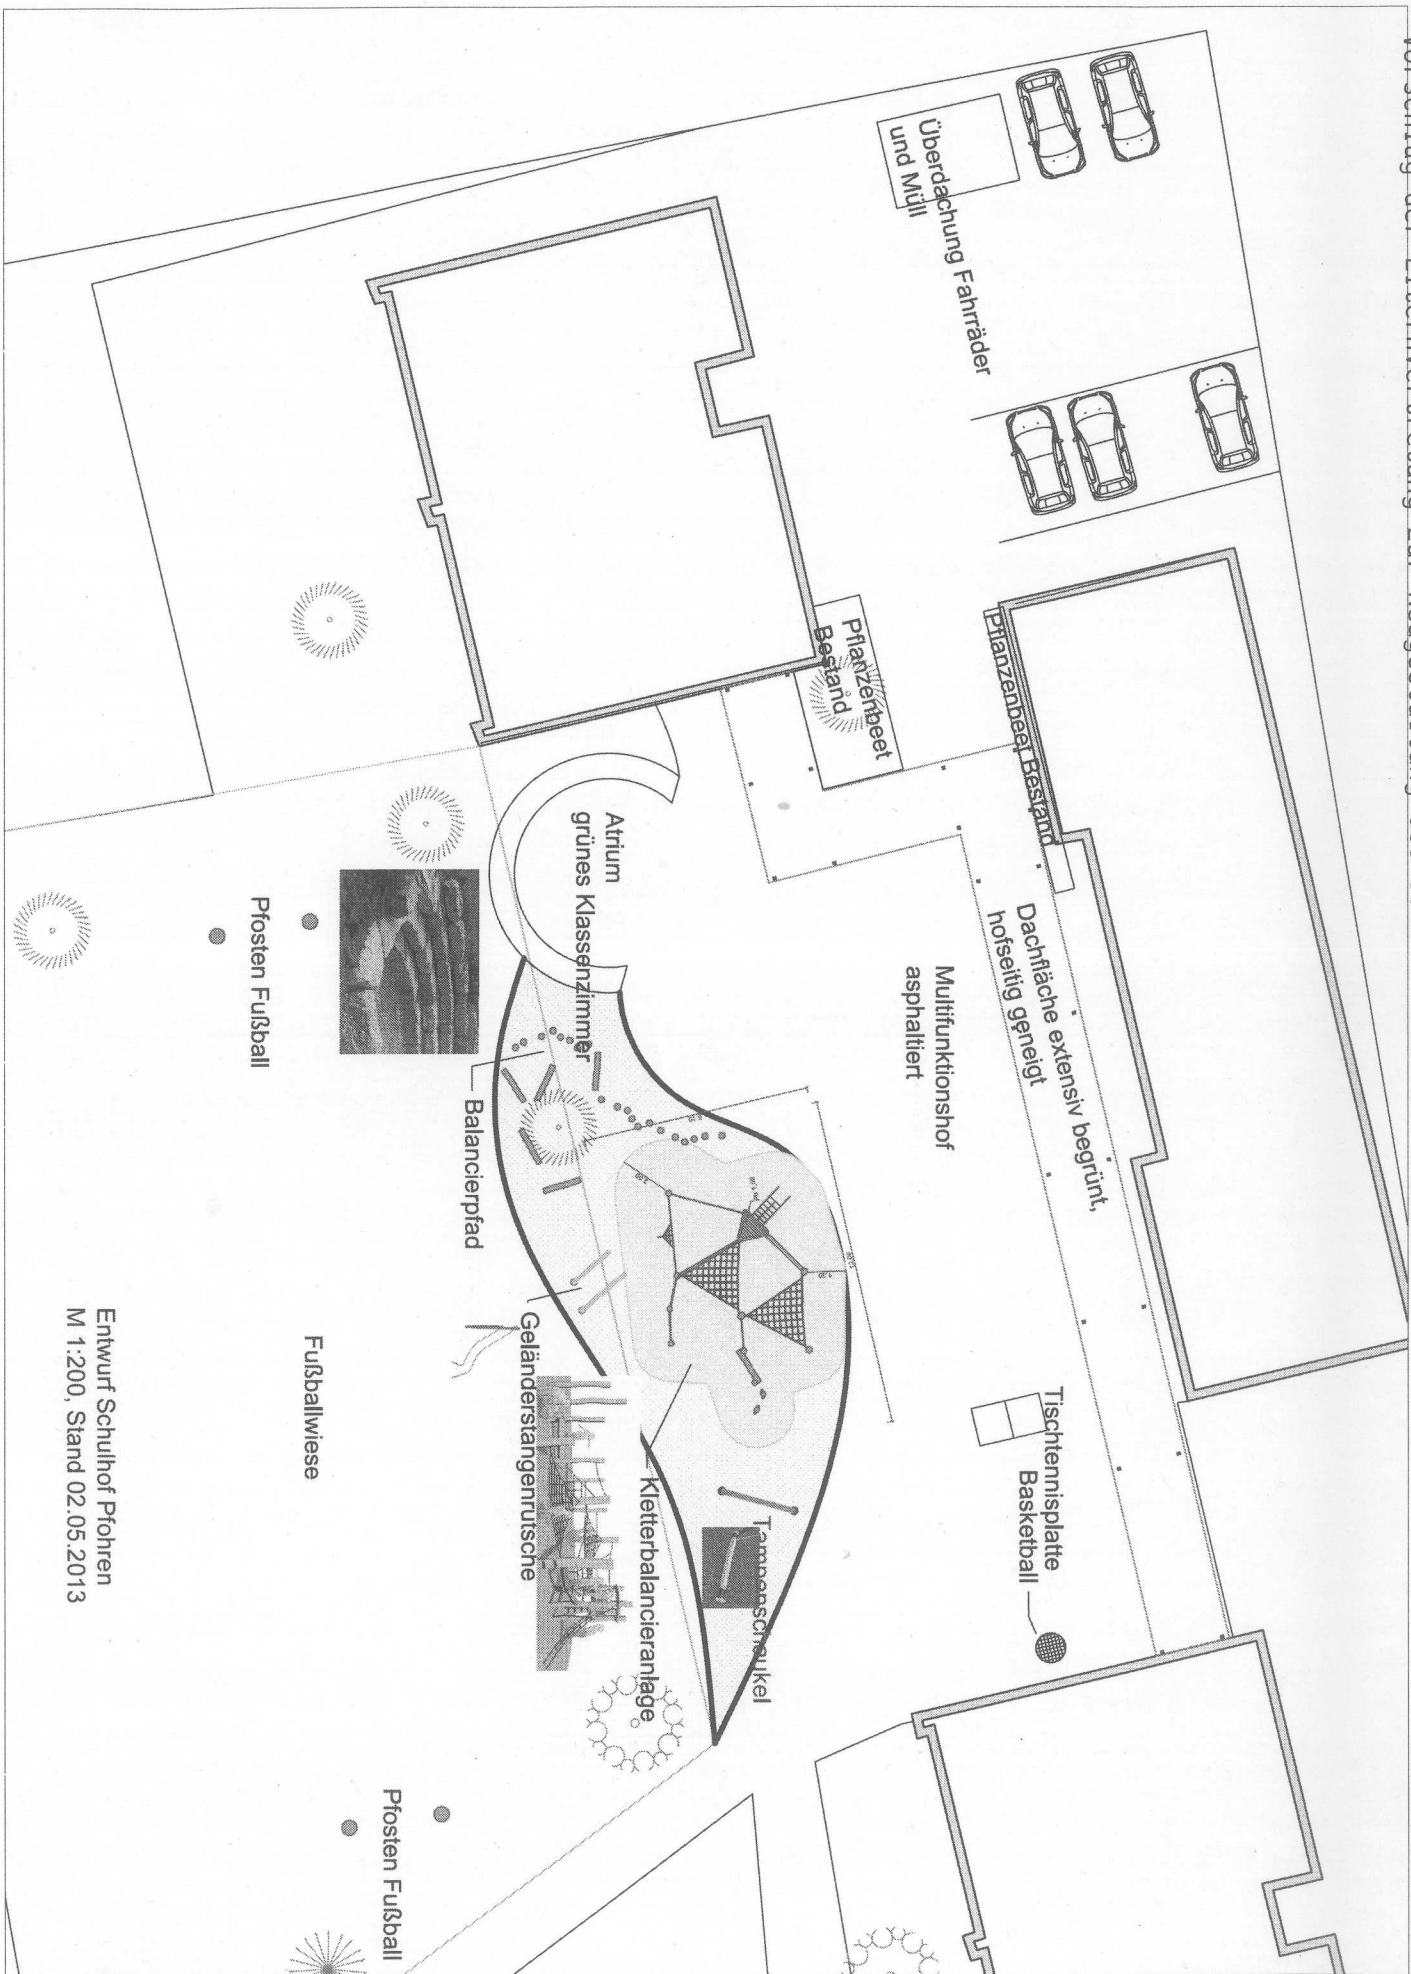 Überdachung Fahrräder
und Müll
Pflanzenbeet
Bestand
Pflanzenbeet Bestand
Dachfläche extensiv begrünt,
hofseitig geneigt
Multifunktionshof
asphaltiert
Tischtennisplatte
Basketball
Atrium
grünes Klassenzimmer
Balancierpfad
Geländerstangenrutsche
Kletterbalancieranlage
Pfosten Fußball
Fußballwiese
Pfosten Fußball
Entwurf Schulhof Pfohren
M 1:200, Stand 02.05.2013